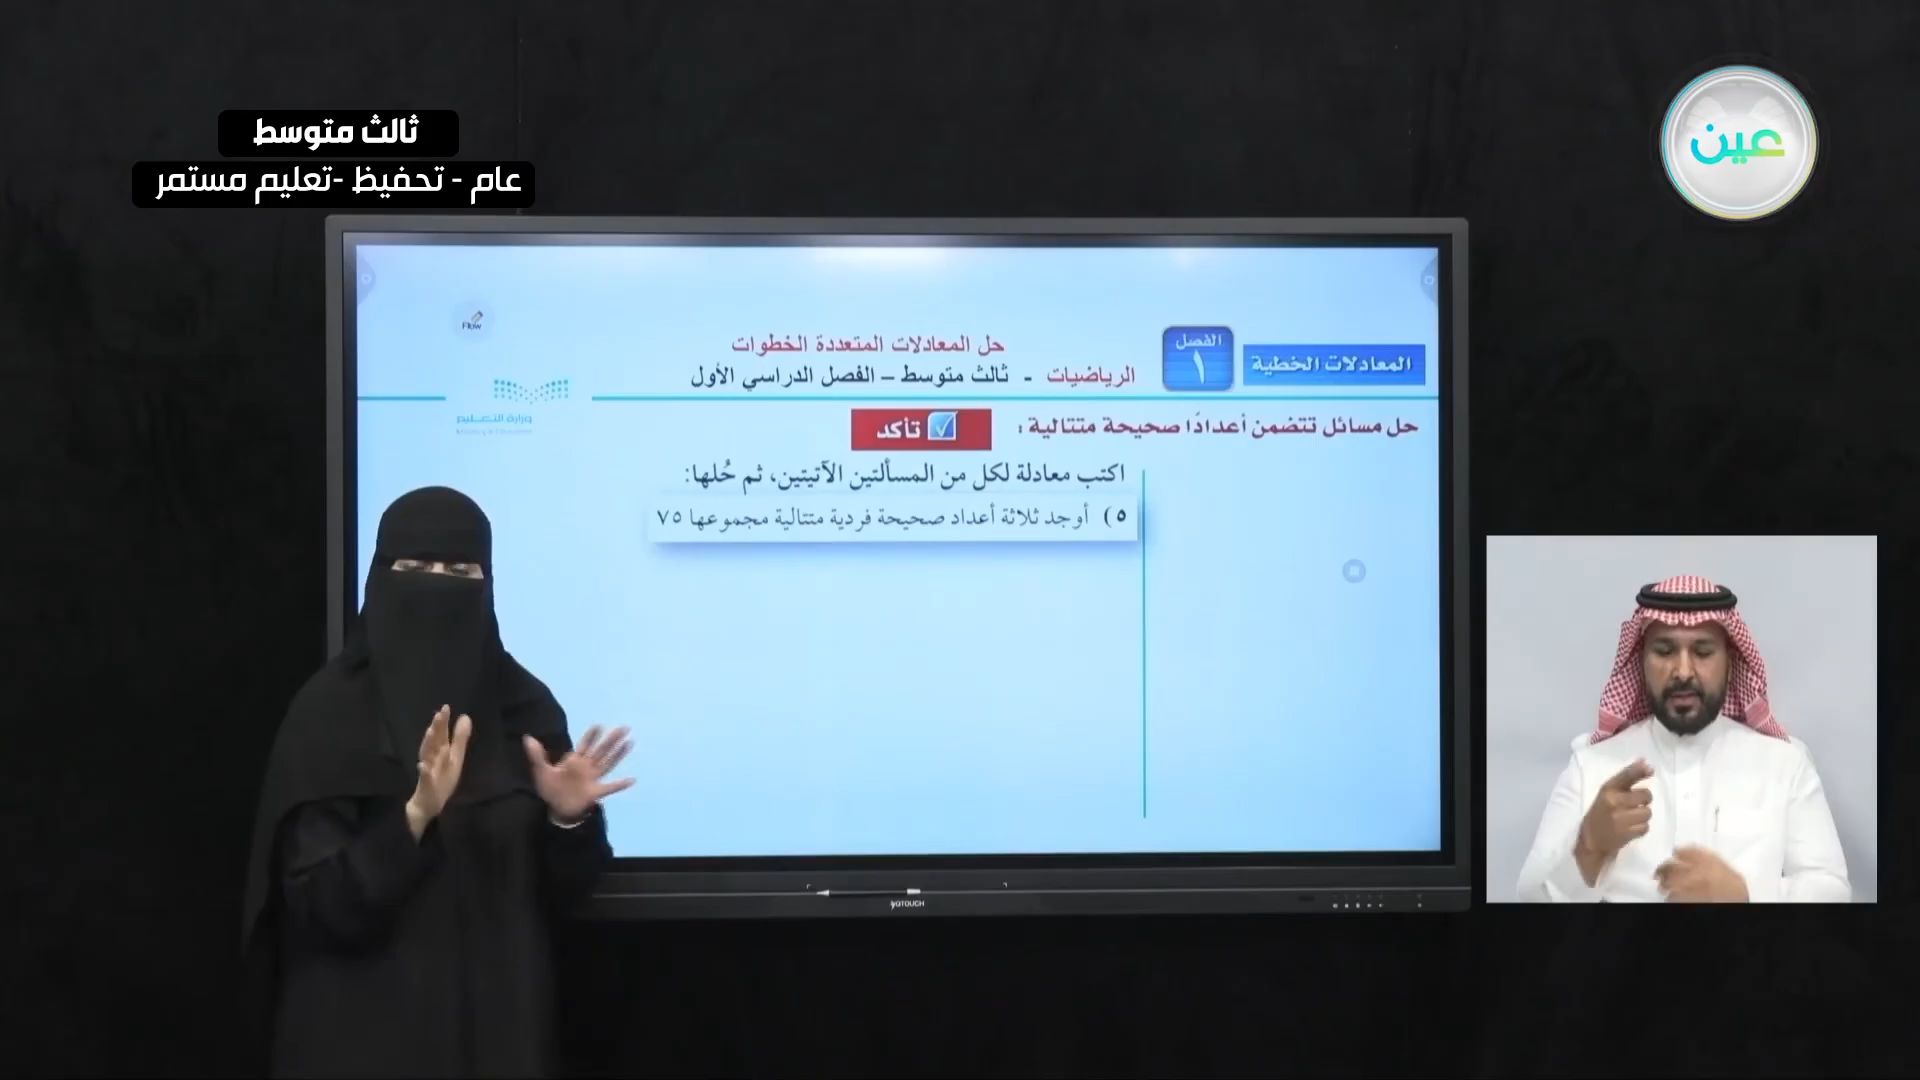 ثالث متوسط
عام - تحفيظ -تعليم مستمر
عين
Flow
حل المعادلات المتعددة الخطوات
الرياضيات - ثالث متوسط – الفصل الدراسي الأول
الفصل ١
المعادلات الخطية
وزارة التعليم
حل مسائل تتضمن أعدادًا صحيحة متتالية :
تأكد
اكتب معادلة لكل من المسألتين الآتيتين، ثم حُلها:
٥) أوجد ثلاثة أعداد صحيحة فردية متتالية مجموعها ٧٥